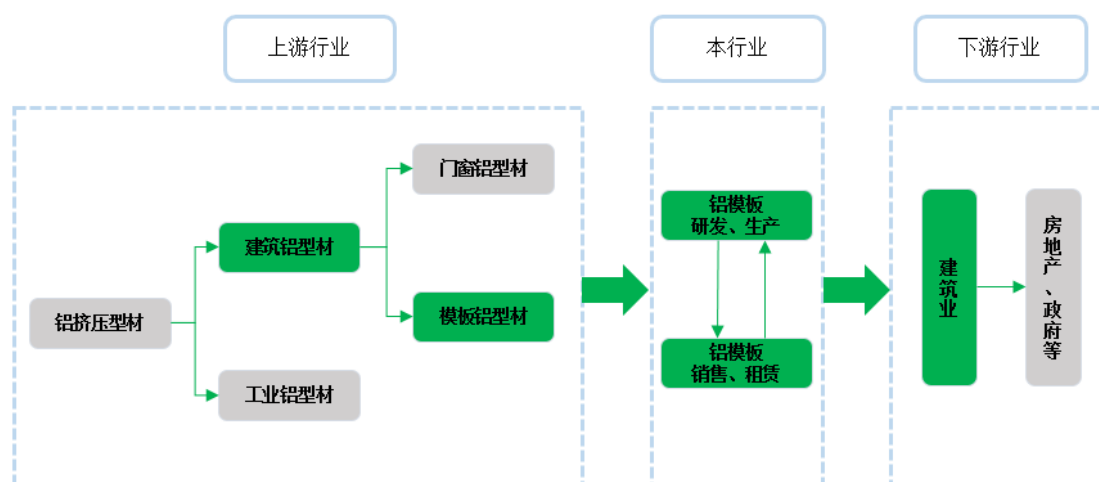 上游行业
本行业
下游行业
门窗铝型材
建筑铝型材
铝挤压型材
模板铝型材
工业铝型材
铝模板
研发、生产
铝模板
销售、租赁
建筑业
房地产、政府等